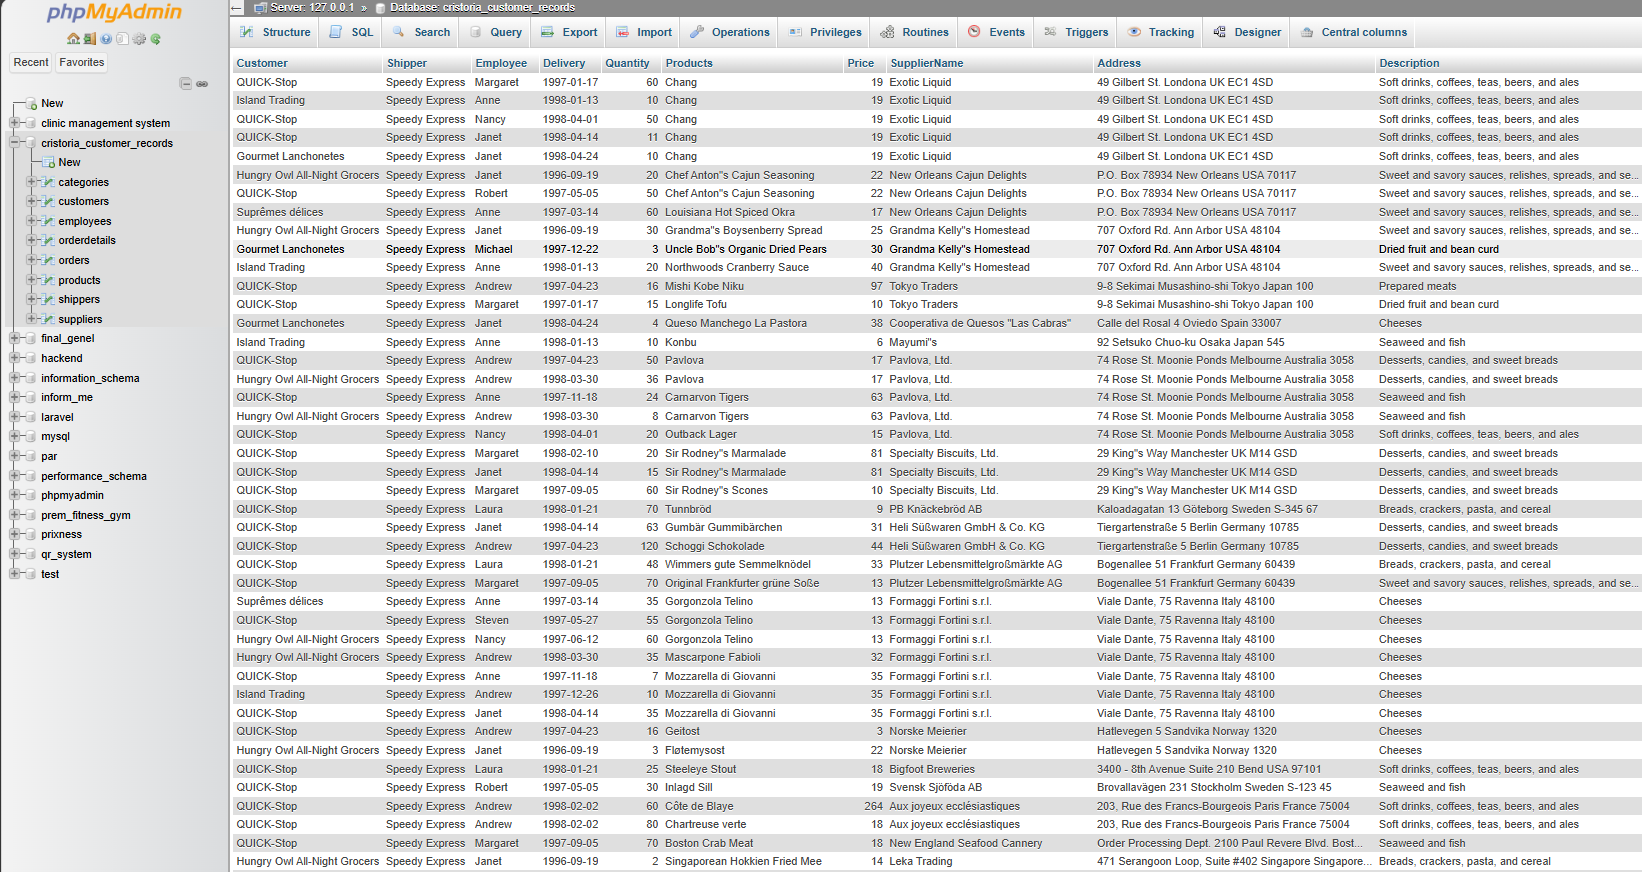 phpMyAdmin
Recent Favorites
New
clinic management system
cristoria_customer_records
New
categories
customers
employees
orderdetails
orders
products
shippers
suppliers
final_genel
hackend
information_schema
inform_me
laravel
mysql
par
performance_schema
phpmyadmin
prem_fitness_gym
prixness
qr_system
test
← Server: 127.0.0.1 » Database: cristoria_customer_records
Structure SQL Search Query Export Import Operations Privileges Routines Events Triggers Tracking Designer Central columns
Customer Shipper Employee Delivery Quantity Products Price SupplierName Address Description
QUICK-Stop Speedy Express Margaret 1997-01-17 60 Chang 19 Exotic Liquid 49 Gilbert St. Londona UK EC1 4SD Soft drinks, coffees, teas, beers, and ales
Island Trading Speedy Express Anne 1998-01-13 10 Chang 19 Exotic Liquid 49 Gilbert St. Londona UK EC1 4SD Soft drinks, coffees, teas, beers, and ales
QUICK-Stop Speedy Express Nancy 1998-04-01 50 Chang 19 Exotic Liquid 49 Gilbert St. Londona UK EC1 4SD Soft drinks, coffees, teas, beers, and ales
QUICK-Stop Speedy Express Janet 1998-04-14 11 Chang 19 Exotic Liquid 49 Gilbert St. Londona UK EC1 4SD Soft drinks, coffees, teas, beers, and ales
Gourmet Lanchonetes Speedy Express Janet 1998-04-24 10 Chang 19 Exotic Liquid 49 Gilbert St. Londona UK EC1 4SD Soft drinks, coffees, teas, beers, and ales
Hungry Owl All-Night Grocers Speedy Express Janet 1996-09-19 20 Chef Anton"s Cajun Seasoning 22 New Orleans Cajun Delights P.O. Box 78934 New Orleans USA 70117 Sweet and savory sauces, relishes, spreads, and se...
QUICK-Stop Speedy Express Robert 1997-05-05 50 Chef Anton"s Cajun Seasoning 22 New Orleans Cajun Delights P.O. Box 78934 New Orleans USA 70117 Sweet and savory sauces, relishes, spreads, and se...
Suprêmes délices Speedy Express Anne 1997-03-14 60 Louisiana Hot Spiced Okra 17 New Orleans Cajun Delights P.O. Box 78934 New Orleans USA 70117 Sweet and savory sauces, relishes, spreads, and se...
Hungry Owl All-Night Grocers Speedy Express Janet 1996-09-19 30 Grandma"s Boysenberry Spread 25 Grandma Kelly"s Homestead 707 Oxford Rd. Ann Arbor USA 48104 Sweet and savory sauces, relishes, spreads, and se...
Gourmet Lanchonetes Speedy Express Michael 1997-12-22 3 Uncle Bob"s Organic Dried Pears 30 Grandma Kelly"s Homestead 707 Oxford Rd. Ann Arbor USA 48104 Dried fruit and bean curd
Island Trading Speedy Express Anne 1998-01-13 20 Northwoods Cranberry Sauce 40 Grandma Kelly"s Homestead 707 Oxford Rd. Ann Arbor USA 48104 Sweet and savory sauces, relishes, spreads, and se...
QUICK-Stop Speedy Express Andrew 1997-04-23 16 Mishi Kobe Niku 97 Tokyo Traders 9-8 Sekimai Musashino-shi Tokyo Japan 100 Prepared meats
QUICK-Stop Speedy Express Margaret 1997-01-17 15 Longlife Tofu 10 Tokyo Traders 9-8 Sekimai Musashino-shi Tokyo Japan 100 Dried fruit and bean curd
Gourmet Lanchonetes Speedy Express Janet 1998-04-24 4 Queso Manchego La Pastora 38 Cooperativa de Quesos "Las Cabras" Calle del Rosal 4 Oviedo Spain 33007 Cheeses
Island Trading Speedy Express Anne 1998-01-13 10 Konbu 6 Mayumi"s 92 Setsuko Chuo-ku Osaka Japan 545 Seaweed and fish
QUICK-Stop Speedy Express Andrew 1997-04-23 50 Pavlova 17 Pavlova, Ltd. 74 Rose St. Moonie Ponds Melbourne Australia 3058 Desserts, candies, and sweet breads
Hungry Owl All-Night Grocers Speedy Express Andrew 1998-03-30 36 Pavlova 17 Pavlova, Ltd. 74 Rose St. Moonie Ponds Melbourne Australia 3058 Desserts, candies, and sweet breads
QUICK-Stop Speedy Express Anne 1997-11-18 24 Carnarvon Tigers 63 Pavlova, Ltd. 74 Rose St. Moonie Ponds Melbourne Australia 3058 Seaweed and fish
Hungry Owl All-Night Grocers Speedy Express Andrew 1998-03-30 8 Carnarvon Tigers 63 Pavlova, Ltd. 74 Rose St. Moonie Ponds Melbourne Australia 3058 Seaweed and fish
QUICK-Stop Speedy Express Nancy 1998-04-01 20 Outback Lager 15 Pavlova, Ltd. 74 Rose St. Moonie Ponds Melbourne Australia 3058 Soft drinks, coffees, teas, beers, and ales
QUICK-Stop Speedy Express Margaret 1998-02-10 20 Sir Rodney"s Marmalade 81 Specialty Biscuits, Ltd. 29 King"s Way Manchester UK M14 GSD Desserts, candies, and sweet breads
QUICK-Stop Speedy Express Janet 1998-04-14 15 Sir Rodney"s Marmalade 81 Specialty Biscuits, Ltd. 29 King"s Way Manchester UK M14 GSD Desserts, candies, and sweet breads
QUICK-Stop Speedy Express Margaret 1997-09-05 60 Sir Rodney"s Scones 10 Specialty Biscuits, Ltd. 29 King"s Way Manchester UK M14 GSD Desserts, candies, and sweet breads
QUICK-Stop Speedy Express Laura 1998-01-21 70 Tunnbröd 9 PB Knäckebröd AB Kaloadagatan 13 Göteborg Sweden S-345 67 Breads, crackers, pasta, and cereal
QUICK-Stop Speedy Express Janet 1998-04-14 63 Gumbär Gummibärchen 31 Heli Süßwaren GmbH & Co. KG Tiergartenstraße 5 Berlin Germany 10785 Desserts, candies, and sweet breads
QUICK-Stop Speedy Express Andrew 1997-04-23 120 Schoggi Schokolade 44 Heli Süßwaren GmbH & Co. KG Tiergartenstraße 5 Berlin Germany 10785 Desserts, candies, and sweet breads
QUICK-Stop Speedy Express Laura 1998-01-21 48 Wimmers gute Semmelknödel 33 Plutzer Lebensmittelgroßmärkte AG Bogenallee 51 Frankfurt Germany 60439 Breads, crackers, pasta, and cereal
QUICK-Stop Speedy Express Margaret 1997-09-05 70 Original Frankfurter grüne Soße 13 Plutzer Lebensmittelgroßmärkte AG Bogenallee 51 Frankfurt Germany 60439 Sweet and savory sauces, relishes, spreads, and se...
Suprêmes délices Speedy Express Anne 1997-03-14 35 Gorgonzola Telino 13 Formaggi Fortini s.r.l. Viale Dante, 75 Ravenna Italy 48100 Cheeses
QUICK-Stop Speedy Express Steven 1997-05-27 55 Gorgonzola Telino 13 Formaggi Fortini s.r.l. Viale Dante, 75 Ravenna Italy 48100 Cheeses
Hungry Owl All-Night Grocers Speedy Express Nancy 1997-06-12 60 Gorgonzola Telino 13 Formaggi Fortini s.r.l. Viale Dante, 75 Ravenna Italy 48100 Cheeses
Hungry Owl All-Night Grocers Speedy Express Andrew 1998-03-30 35 Mascarpone Fabioli 32 Formaggi Fortini s.r.l. Viale Dante, 75 Ravenna Italy 48100 Cheeses
QUICK-Stop Speedy Express Anne 1997-11-18 7 Mozzarella di Giovanni 35 Formaggi Fortini s.r.l. Viale Dante, 75 Ravenna Italy 48100 Cheeses
Island Trading Speedy Express Andrew 1997-12-26 10 Mozzarella di Giovanni 35 Formaggi Fortini s.r.l. Viale Dante, 75 Ravenna Italy 48100 Cheeses
QUICK-Stop Speedy Express Janet 1998-04-14 35 Mozzarella di Giovanni 35 Formaggi Fortini s.r.l. Viale Dante, 75 Ravenna Italy 48100 Cheeses
QUICK-Stop Speedy Express Andrew 1997-04-23 16 Geitost 3 Norske Meierier Hatlevegen 5 Sandvika Norway 1320 Cheeses
Hungry Owl All-Night Grocers Speedy Express Janet 1996-09-19 3 Fløtemysost 22 Norske Meierier Hatlevegen 5 Sandvika Norway 1320 Cheeses
QUICK-Stop Speedy Express Laura 1998-01-21 25 Steeleye Stout 18 Bigfoot Breweries 3400 - 8th Avenue Suite 210 Bend USA 97101 Soft drinks, coffees, teas, beers, and ales
QUICK-Stop Speedy Express Robert 1997-05-05 30 Inlagd Sill 19 Svensk Sjöföda AB Brovallavägen 231 Stockholm Sweden S-123 45 Seaweed and fish
QUICK-Stop Speedy Express Andrew 1998-02-02 60 Côte de Blaye 264 Aux joyeux ecclésiastiques 203, Rue des Francs-Bourgeois Paris France 75004 Soft drinks, coffees, teas, beers, and ales
QUICK-Stop Speedy Express Andrew 1998-02-02 80 Chartreuse verte 18 Aux joyeux ecclésiastiques 203, Rue des Francs-Bourgeois Paris France 75004 Soft drinks, coffees, teas, beers, and ales
QUICK-Stop Speedy Express Margaret 1997-09-05 70 Boston Crab Meat 18 New England Seafood Cannery Order Processing Dept. 2100 Paul Revere Blvd. Bost... Seaweed and fish
Hungry Owl All-Night Grocers Speedy Express Janet 1996-09-19 2 Singaporean Hokkien Fried Mee 14 Leka Trading 471 Serangoon Loop, Suite #402 Singapore Singapore... Breads, crackers, pasta, and cereal